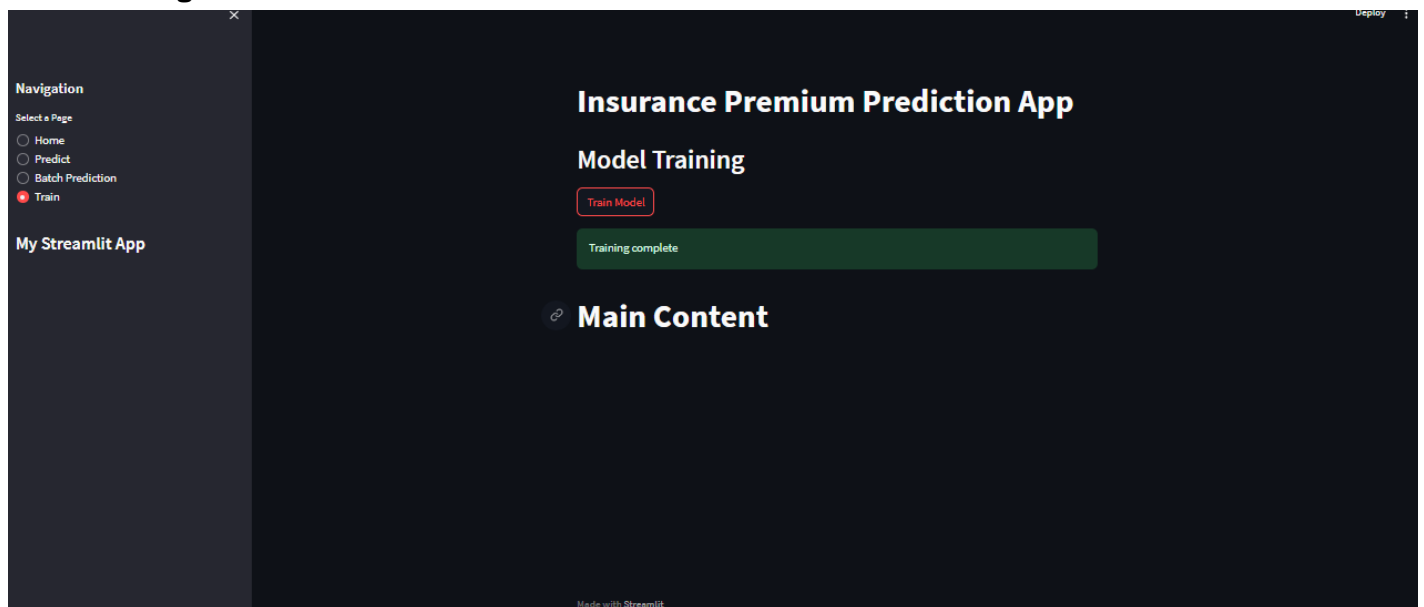 Deploy
Navigation
Select a Page
Home
Predict
Batch Prediction
Train
My Streamlit App
Insurance Premium Prediction App
Model Training
Train Model
Training complete
Main Content
Made with Streamlit